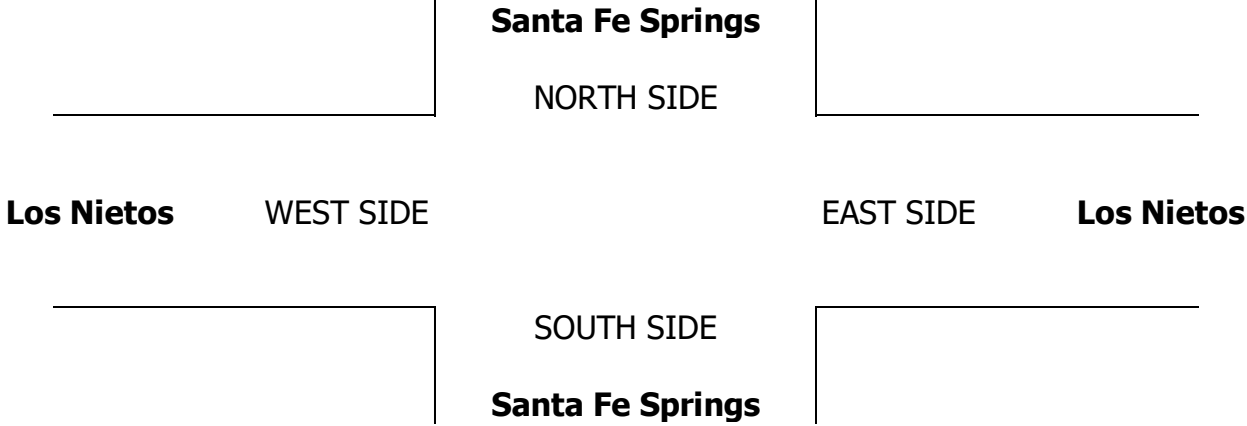 Santa Fe Springs
NORTH SIDE
Los Nietos WEST SIDE EAST SIDE Los Nietos
SOUTH SIDE
Santa Fe Springs